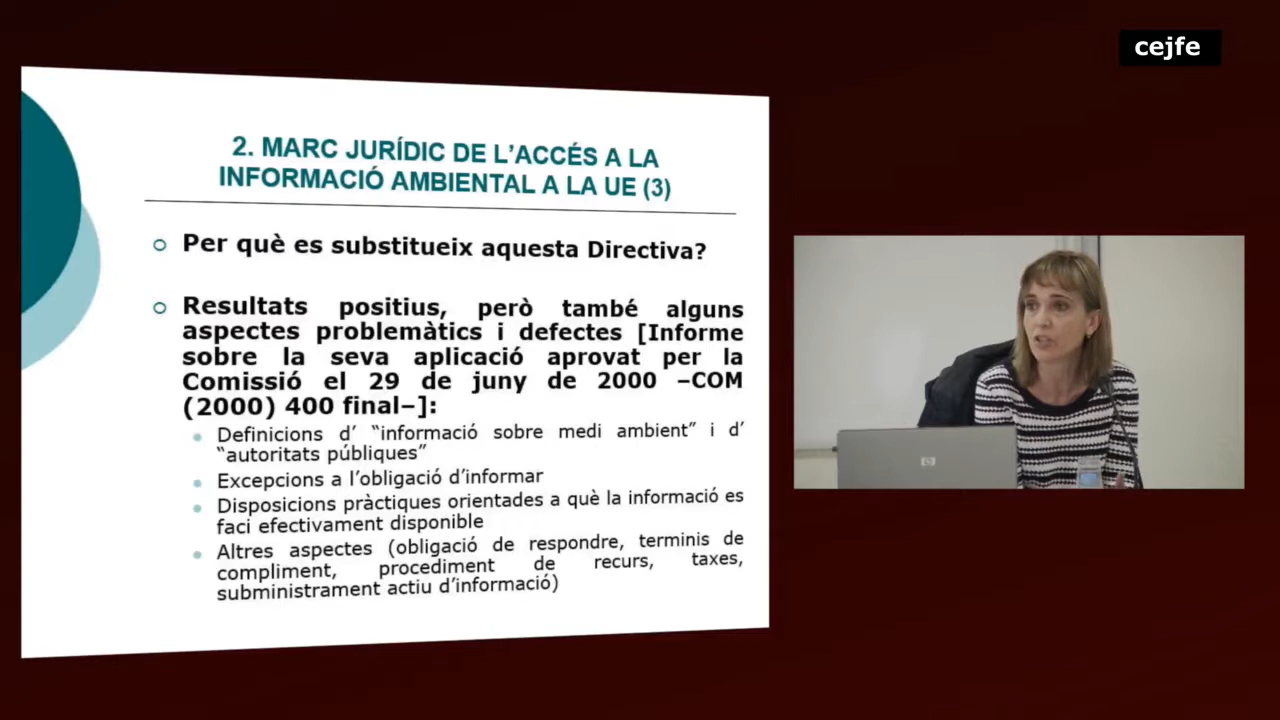 cejfe
2. MARC JURÍDIC DE L'ACCÉS A LA
INFORMACIÓ AMBIENTAL A LA UE (3)
Per què es substitueix aquesta Directiva?
Resultats positius, però també alguns
aspectes problemàtics i defectes [Informe
sobre la seva aplicació aprovat per la
Comissió el 29 de juny de 2000 –COM
(2000) 400 final–]:
Definicions d' “informació sobre medi ambient” i d'
“autoritats públiques”
Excepcions a l'obligació d'informar
Disposicions pràctiques orientades a què la informació es
faci efectivament disponible
Altres aspectes (obligació de respondre, terminis de
compliment, procediment de recurs, taxes,
subministrament actiu d'informació)
hp